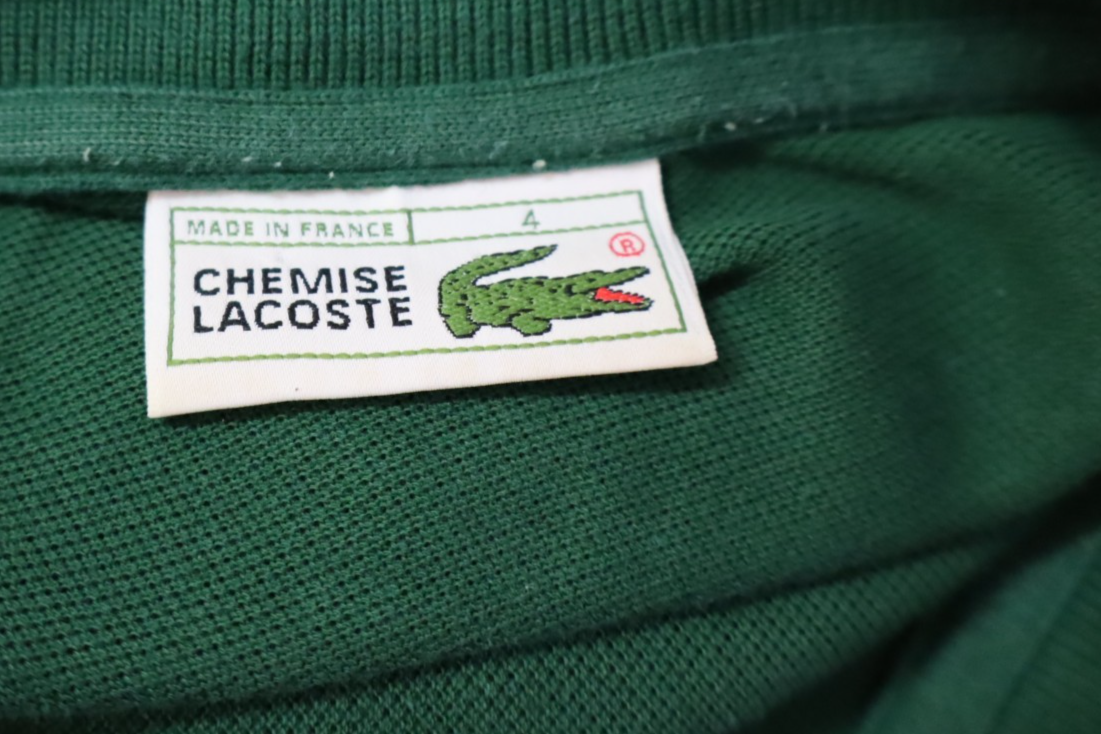 MADE IN FRANCE 4
®
CHEMISE
LACOSTE